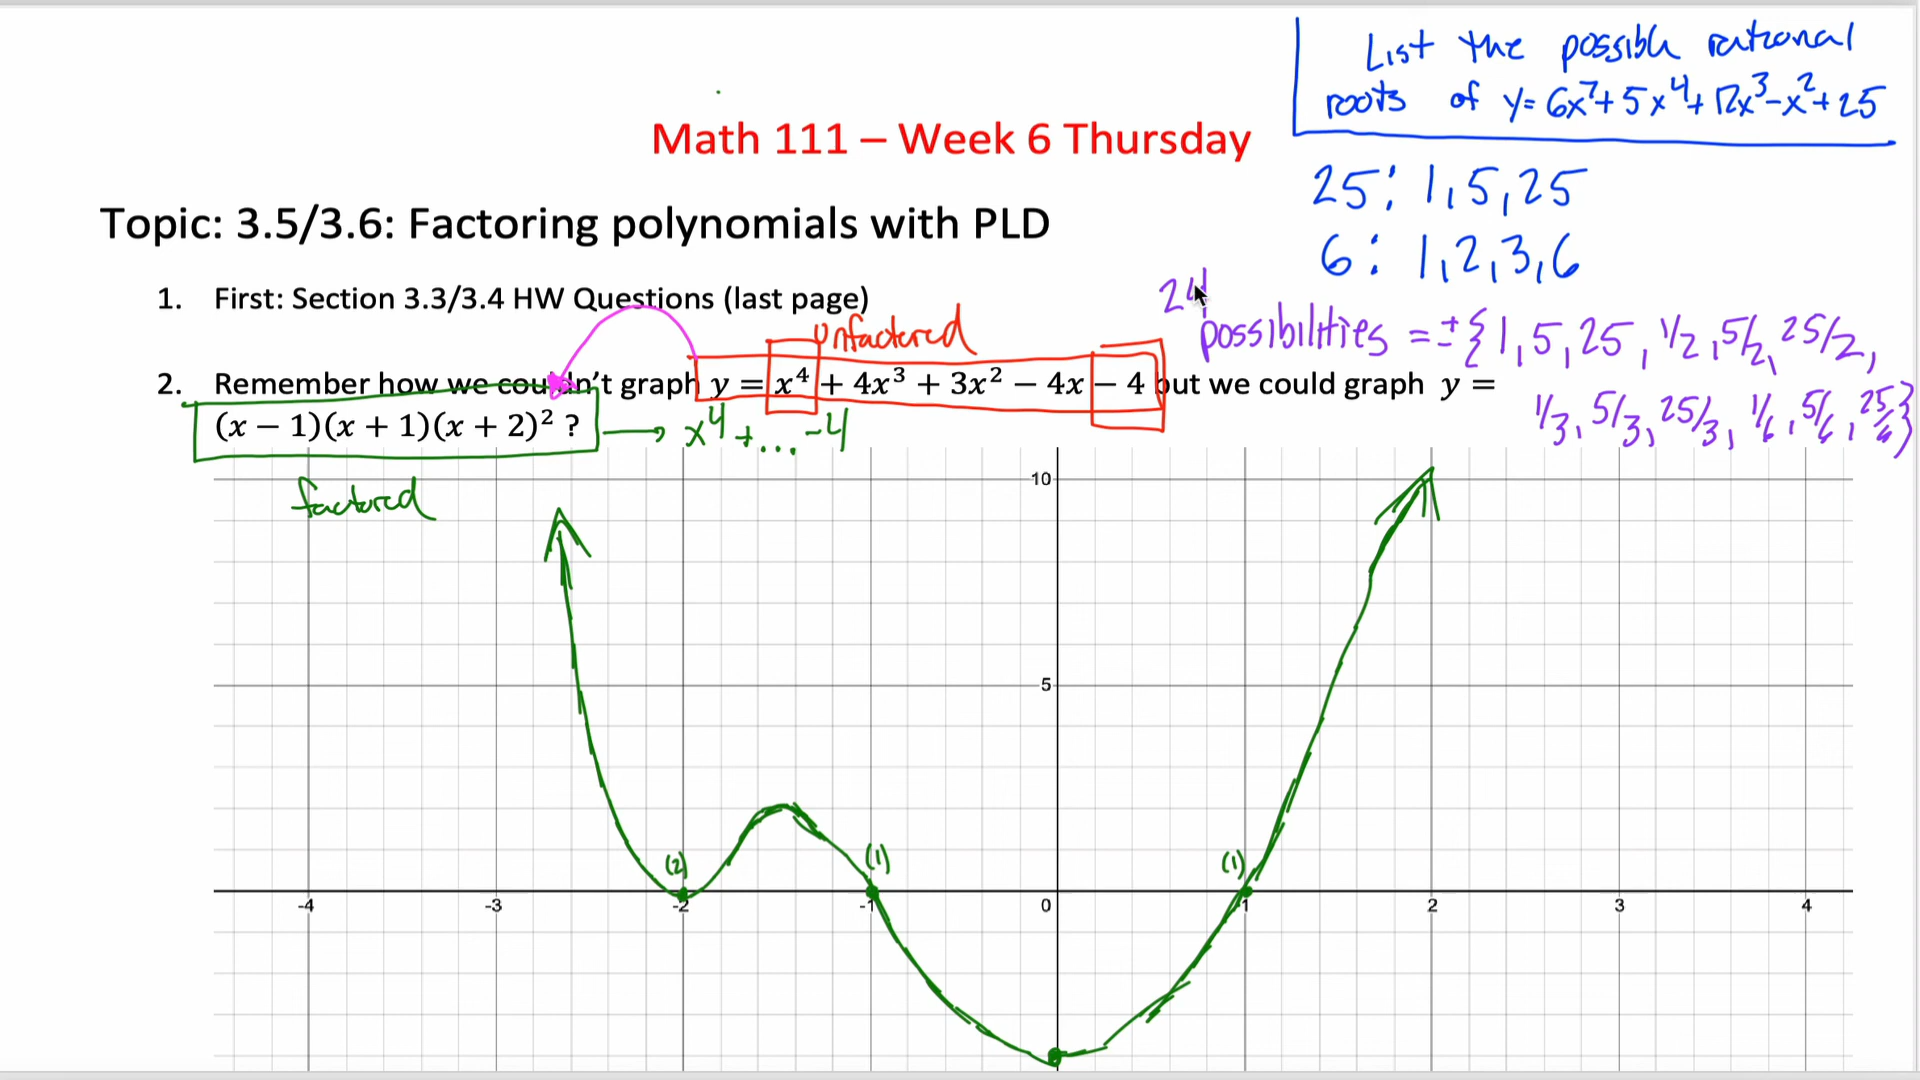 List the possible rational
roots of y= 6x⁷+5x⁴+12x³-x²+25
Math 111 – Week 6 Thursday
25: 1,5,25
Topic: 3.5/3.6: Factoring polynomials with PLD
6: 1,2,3,6
1. First: Section 3.3/3.4 HW Questions (last page)
24
possibilities = ±{1,5,25, 1/2, 5/2, 25/2,
1/3, 5/3, 25/3, 1/6, 5/6, 25/6}
unfactored
2. Remember how we couldn't graph y = x⁴ + 4x³ + 3x² − 4x − 4 but we could graph y =
(x − 1)(x + 1)(x + 2)² ? → x⁴+...-4
factored
10
5
(2) (1) (1)
-4 -3 -2 -1 0 1 2 3 4